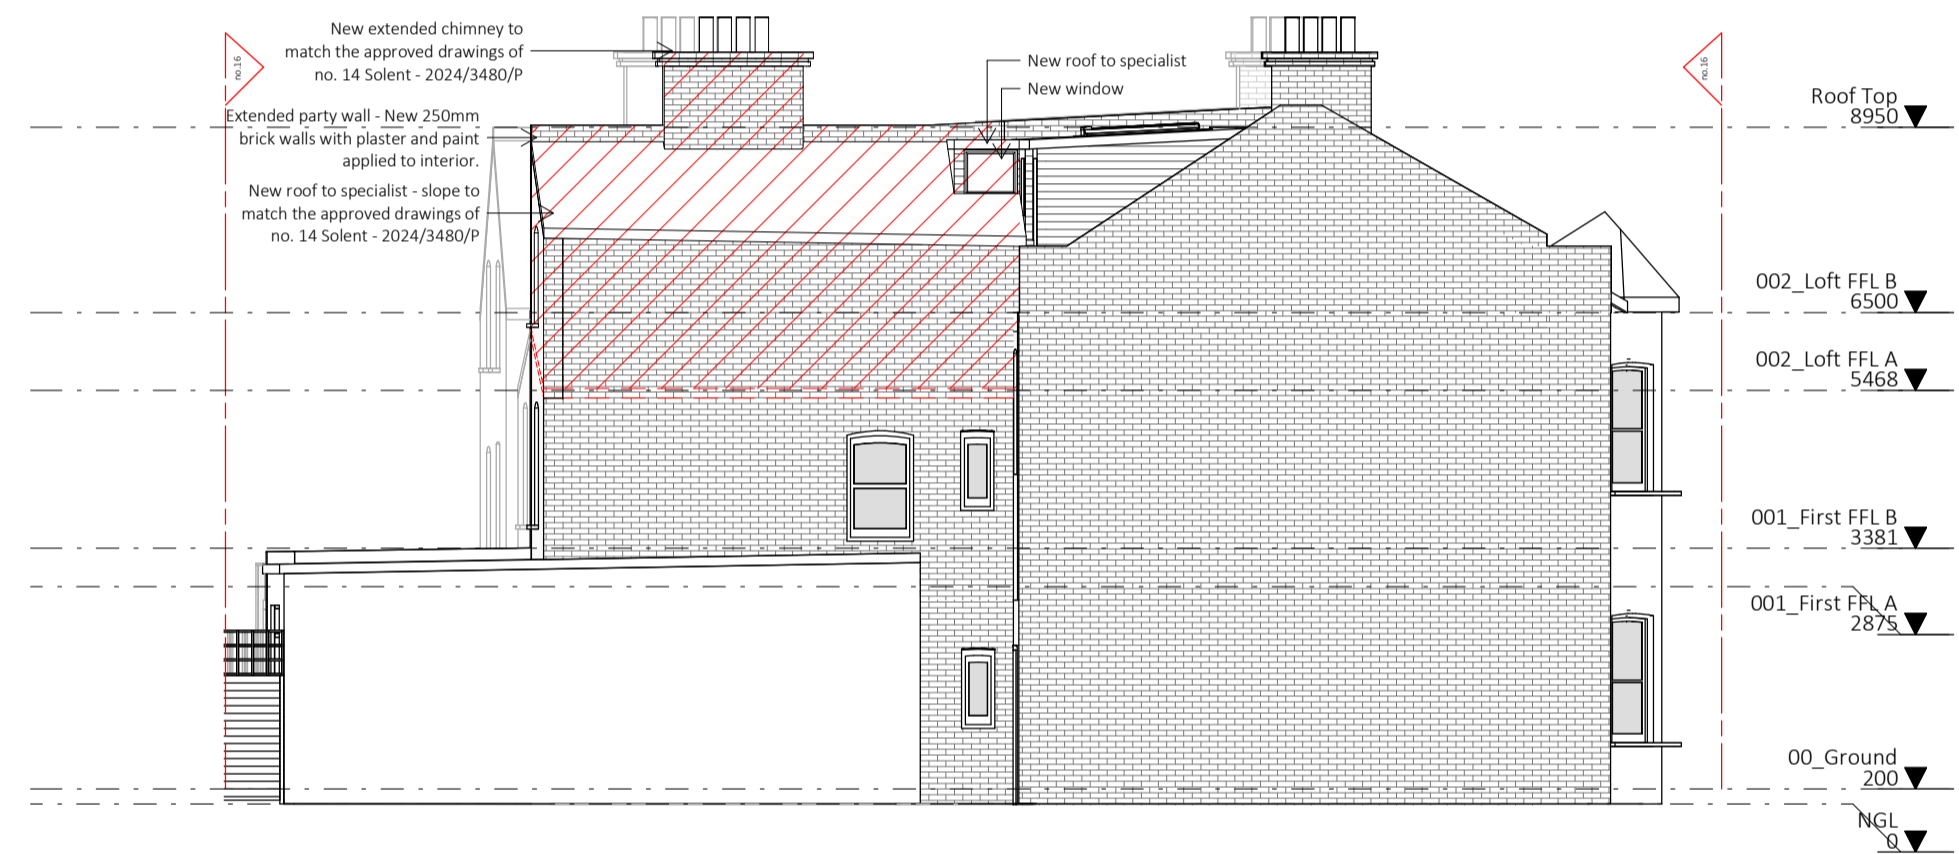 New extended chimney to
match the approved drawings of
no. 14 Solent - 2024/3480/P
no.16
Extended party wall - New 250mm
brick walls with plaster and paint
applied to interior.
New roof to specialist - slope to
match the approved drawings of
no. 14 Solent - 2024/3480/P
New roof to specialist
New window
no.16
Roof Top
8950
002_Loft FFL B
6500
002_Loft FFL A
5468
001_First FFL B
3381
001_First FFL A
2875
00_Ground
200
NGL
0